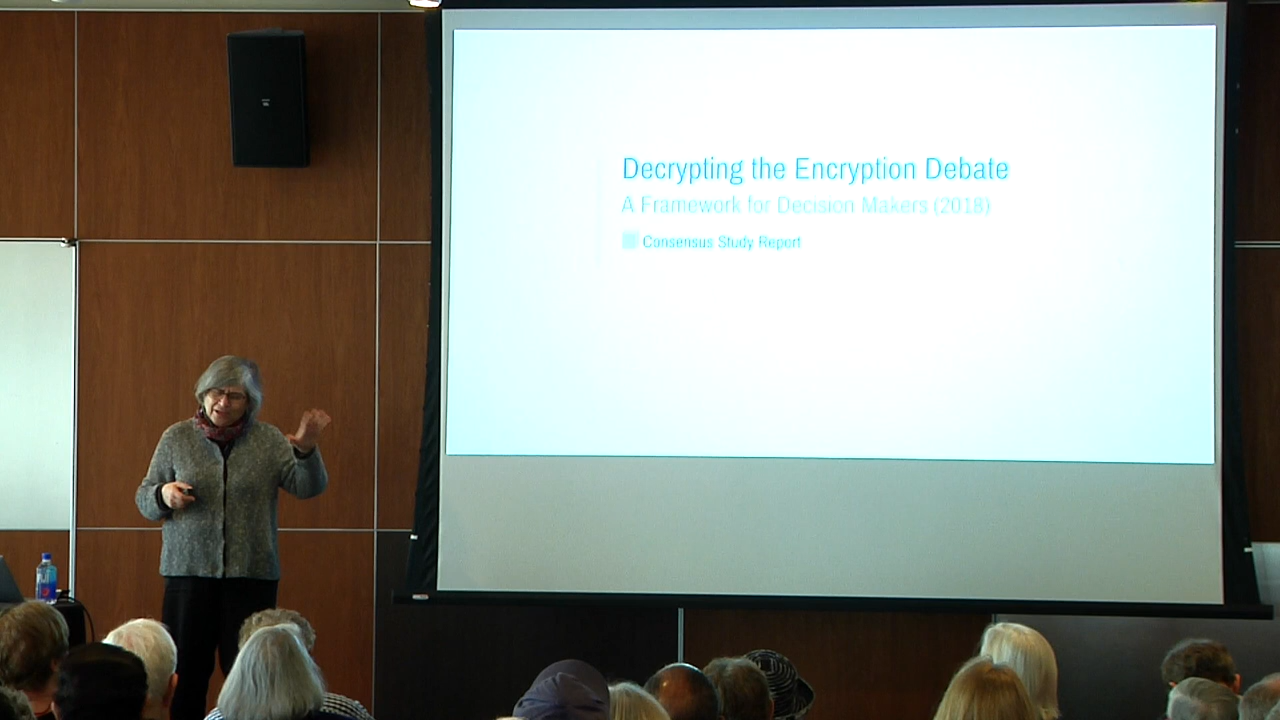 Decrypting the Encryption Debate
A Framework for Decision Makers (2018)
Consensus Study Report